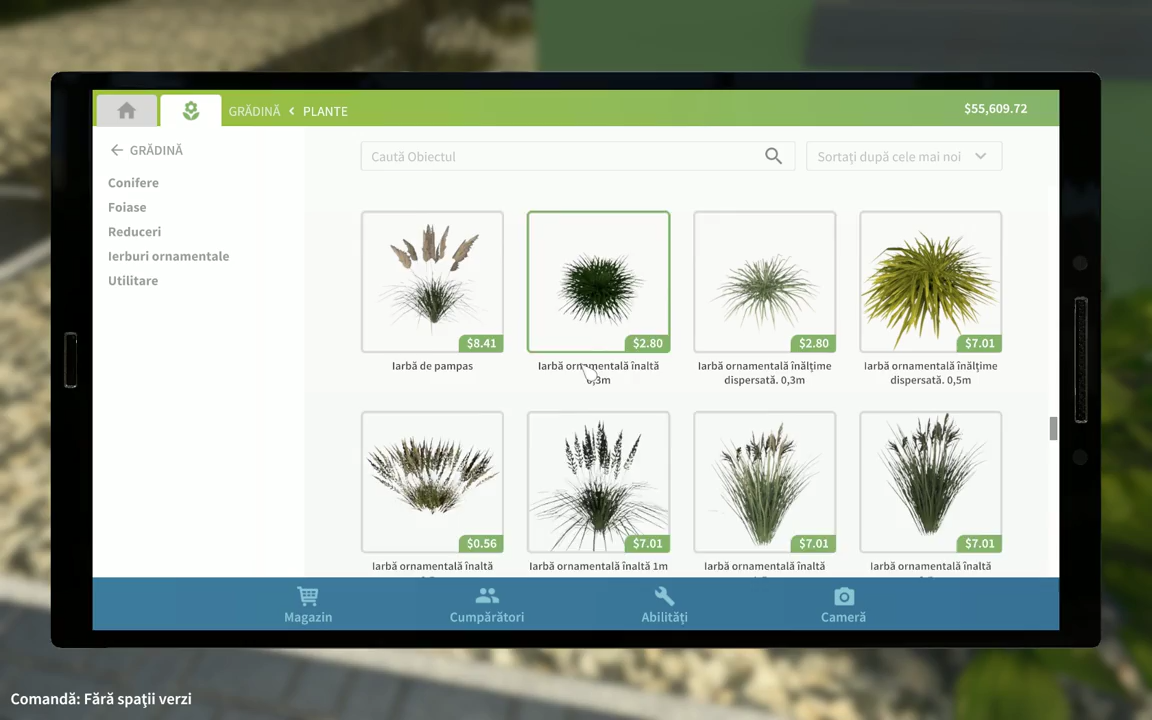 GRĂDINĂ < PLANTE
$55,609.72
← GRĂDINĂ
Conifere
Foiase
Reduceri
Ierburi ornamentale
Utilitare
Caută Obiectul
Sortați după cele mai noi
$8.41
$2.80
$2.80
$7.01
Iarbă de pampas
Iarbă ornamentală înaltă
0,3m
Iarbă ornamentală înălțime
dispersată. 0,3m
Iarbă ornamentală înălțime
dispersată. 0,5m
$0.56
$7.01
$7.01
$7.01
Iarbă ornamentală înaltă
Iarbă ornamentală înaltă 1m
Iarbă ornamentală înaltă
Iarbă ornamentală înaltă
Magazin
Cumpărători
Abilități
Cameră
Comandă: Fără spații verzi